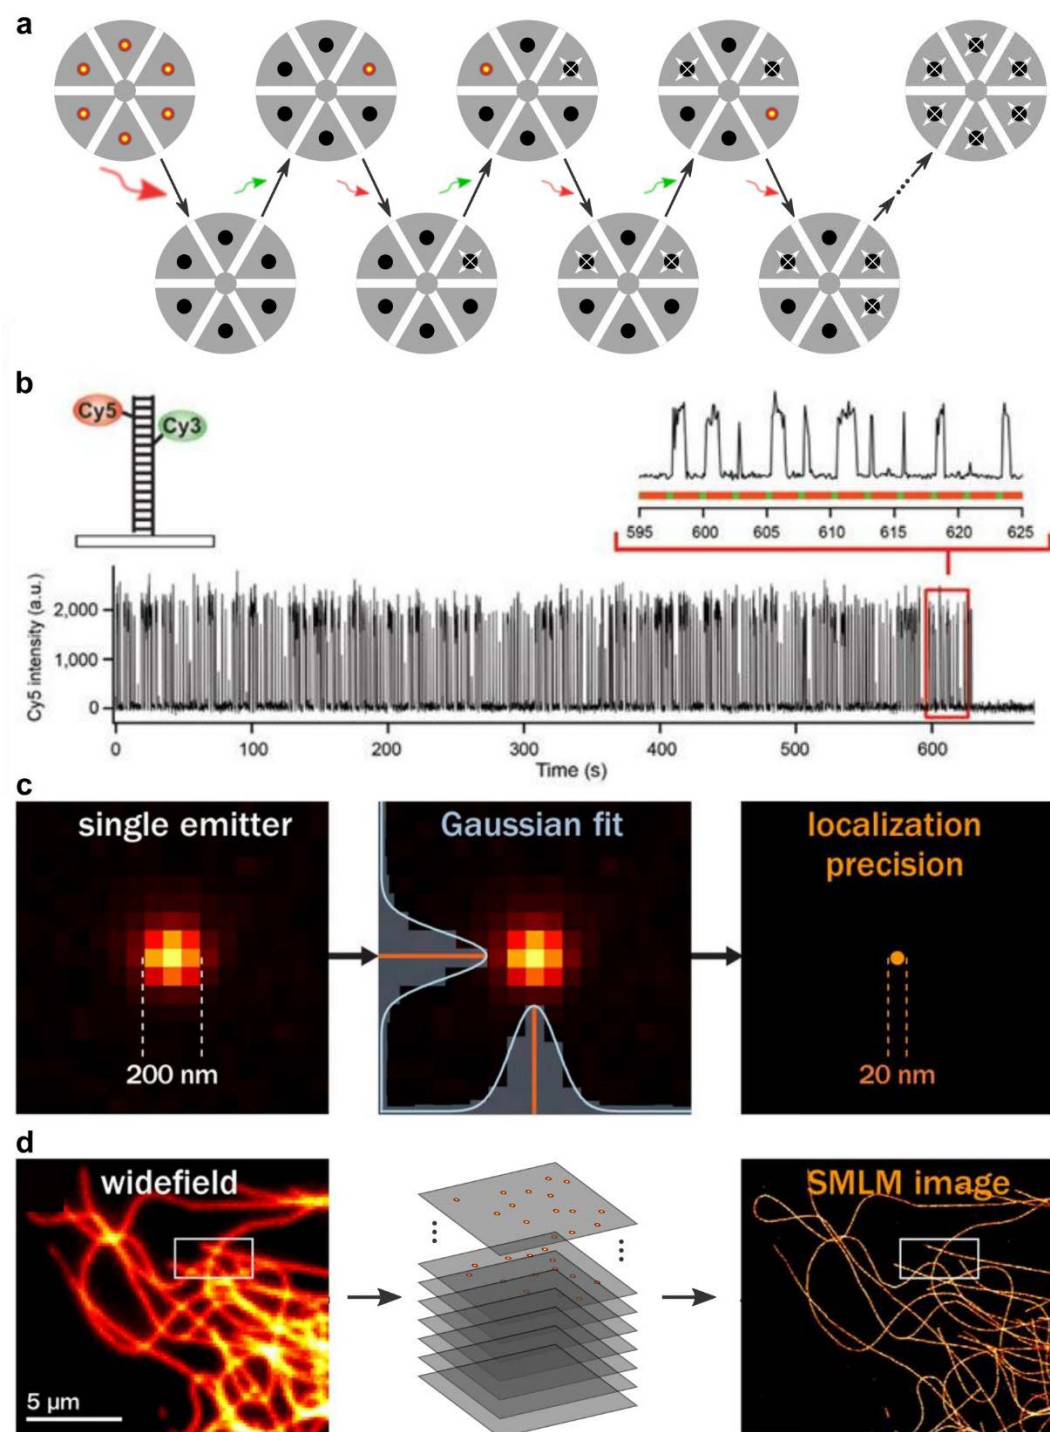 a
b
Cy5
Cy3
595 600 605 610 615 620 625
Cy5 intensity (a.u.)
2,000
1,000
0
0 100 200 300 400 500 600
Time (s)
c
single emitter
200 nm
Gaussian fit
localization
precision
20 nm
d
widefield
5 µm
SMLM image